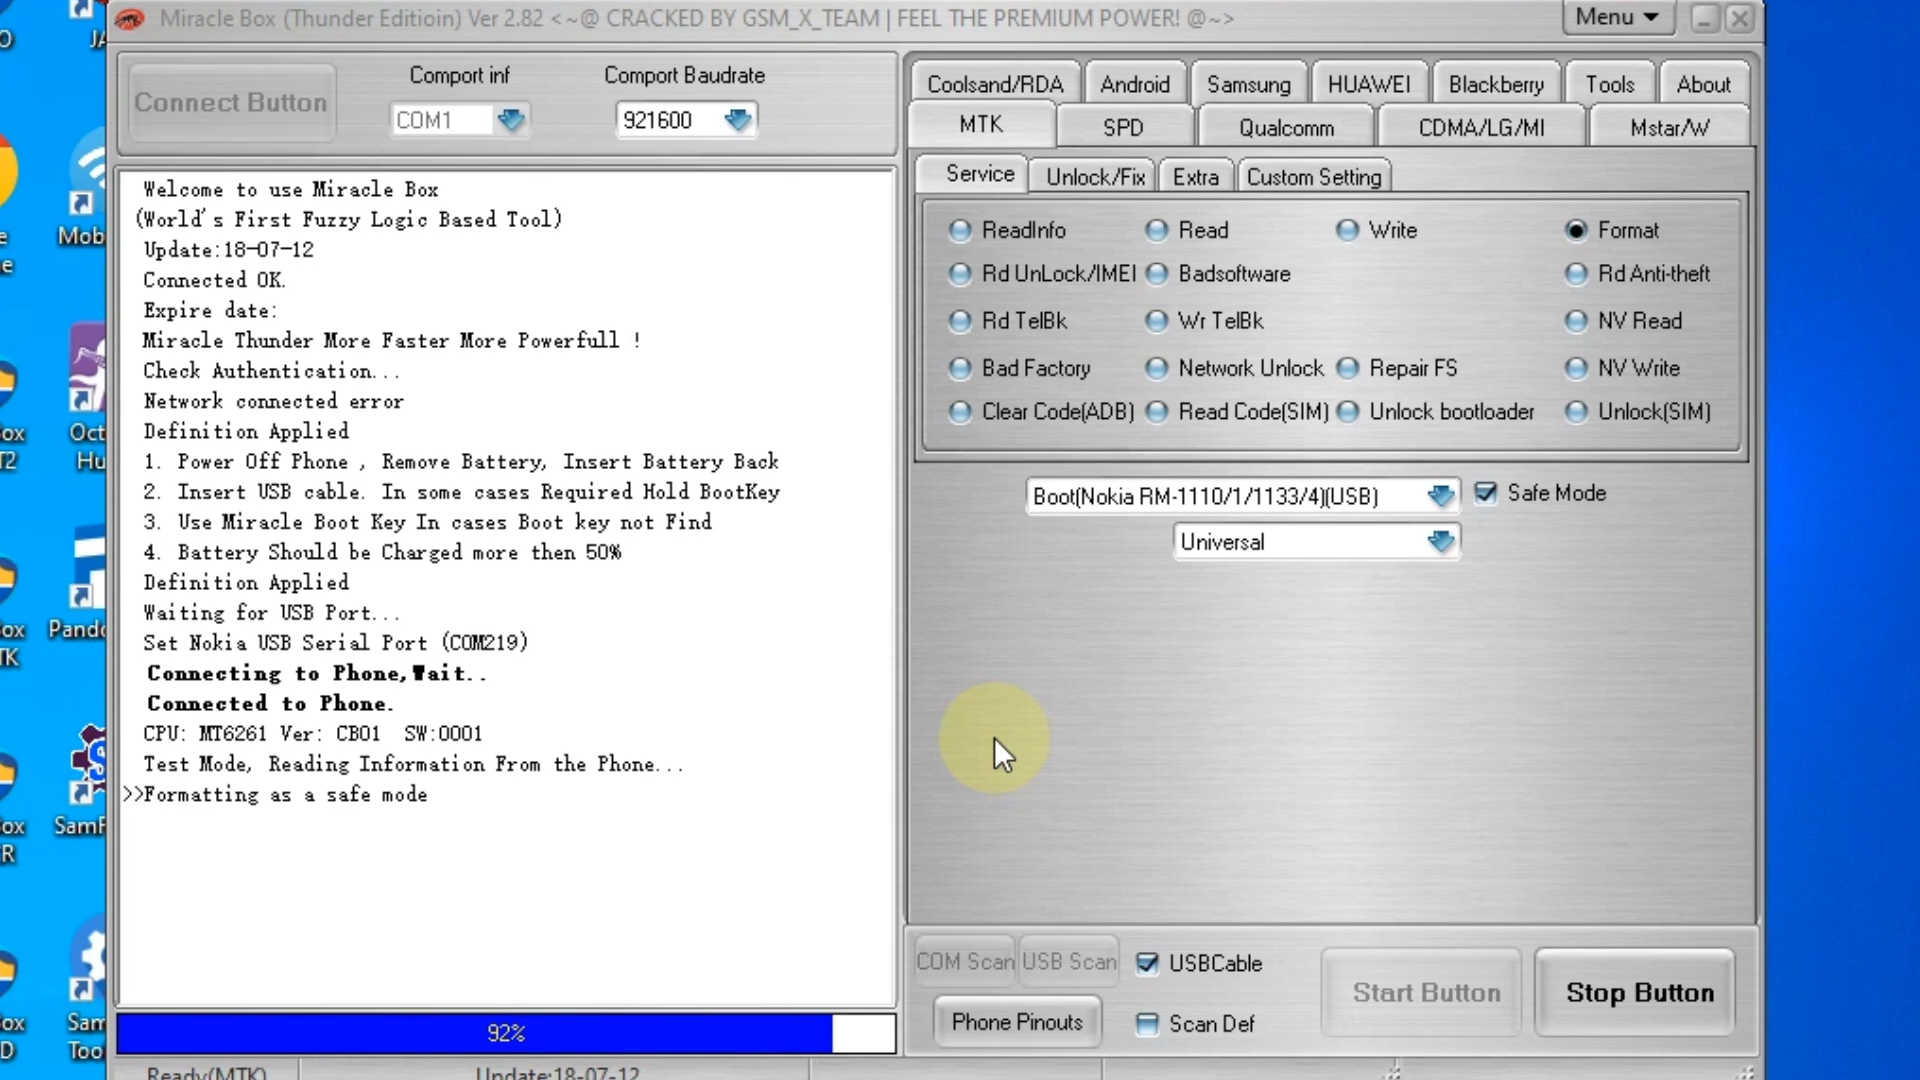 Miracle Box (Thunder Editioin) Ver 2.82 <~@ CRACKED BY GSM_X_TEAM | FEEL THE PREMIUM POWER! @~>
Menu
Connect Button
Comport inf
COM1
Comport Baudrate
921600
Welcome to use Miracle Box
(World's First Fuzzy Logic Based Tool)
Update:18-07-12
Connected OK.
Expire date:
Miracle Thunder More Faster More Powerfull !
Check Authentication...
Network connected error
Definition Applied
1. Power Off Phone , Remove Battery, Insert Battery Back
2. Insert USB cable. In some cases Required Hold BootKey
3. Use Miracle Boot Key In cases Boot key not Find
4. Battery Should be Charged more then 50%
Definition Applied
Waiting for USB Port...
Set Nokia USB Serial Port (COM219)
Connecting to Phone,Wait..
Connected to Phone.
CPU: MT6261 Ver: CB01 SW:0001
Test Mode, Reading Information From the Phone...
>>Formatting as a safe mode
92%
Ready(MTK)
Update:18-07-12
Coolsand/RDA
Android
Samsung
HUAWEI
Blackberry
Tools
About
MTK
SPD
Qualcomm
CDMA/LG/MI
Mstar/W
Service
Unlock/Fix
Extra
Custom Setting
ReadInfo
Read
Write
Format
Rd UnLock/IMEI
Badsoftware
Rd Anti-theft
Rd TelBk
Wr TelBk
NV Read
Bad Factory
Network Unlock
Repair FS
NV Write
Clear Code(ADB)
Read Code(SIM)
Unlock bootloader
Unlock(SIM)
Boot(Nokia RM-1110/1/1133/4)(USB)
Safe Mode
Universal
COM Scan
USB Scan
USBCable
Phone Pinouts
Scan Def
Start Button
Stop Button
JA
Mob
Oct
Hu
Pando
SamF
Sam
Too